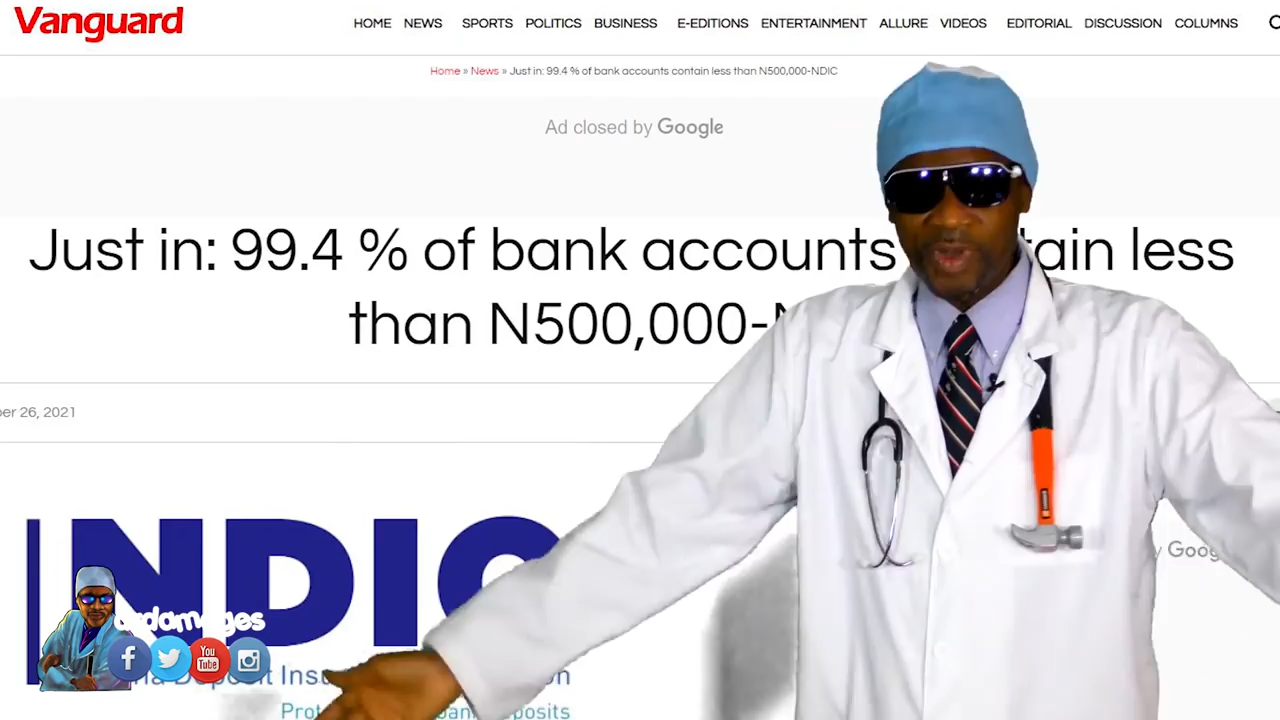 Vanguard
HOME NEWS SPORTS POLITICS BUSINESS E-EDITIONS ENTERTAINMENT ALLURE VIDEOS EDITORIAL DISCUSSION COLUMNS
Home » News » Just in: 99.4 % of bank accounts contain less than N500,000-NDIC
Ad closed by Google
Just in: 99.4 % of bank accounts less
than N500,000-
26, 2021
NDIC
Google